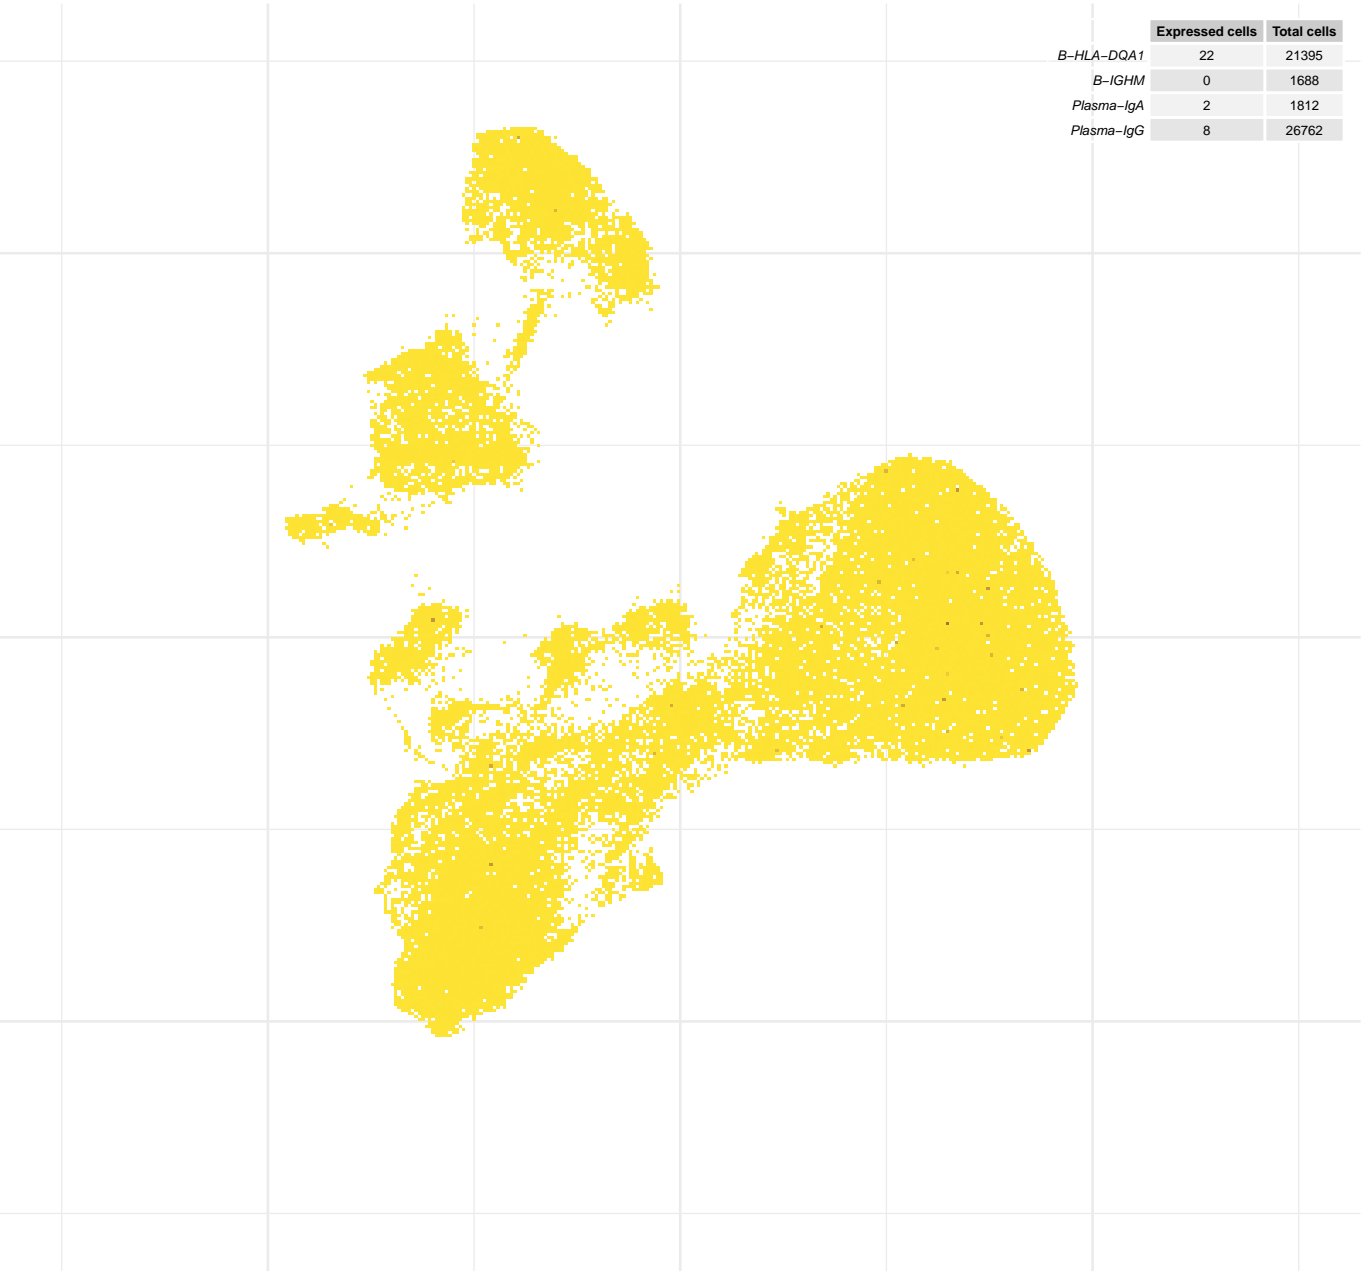 Expressed cells Total cells
B−HLA−DQA1 22 21395
B−IGHM 0 1688
Plasma−IgA 2 1812
Plasma−IgG 8 26762